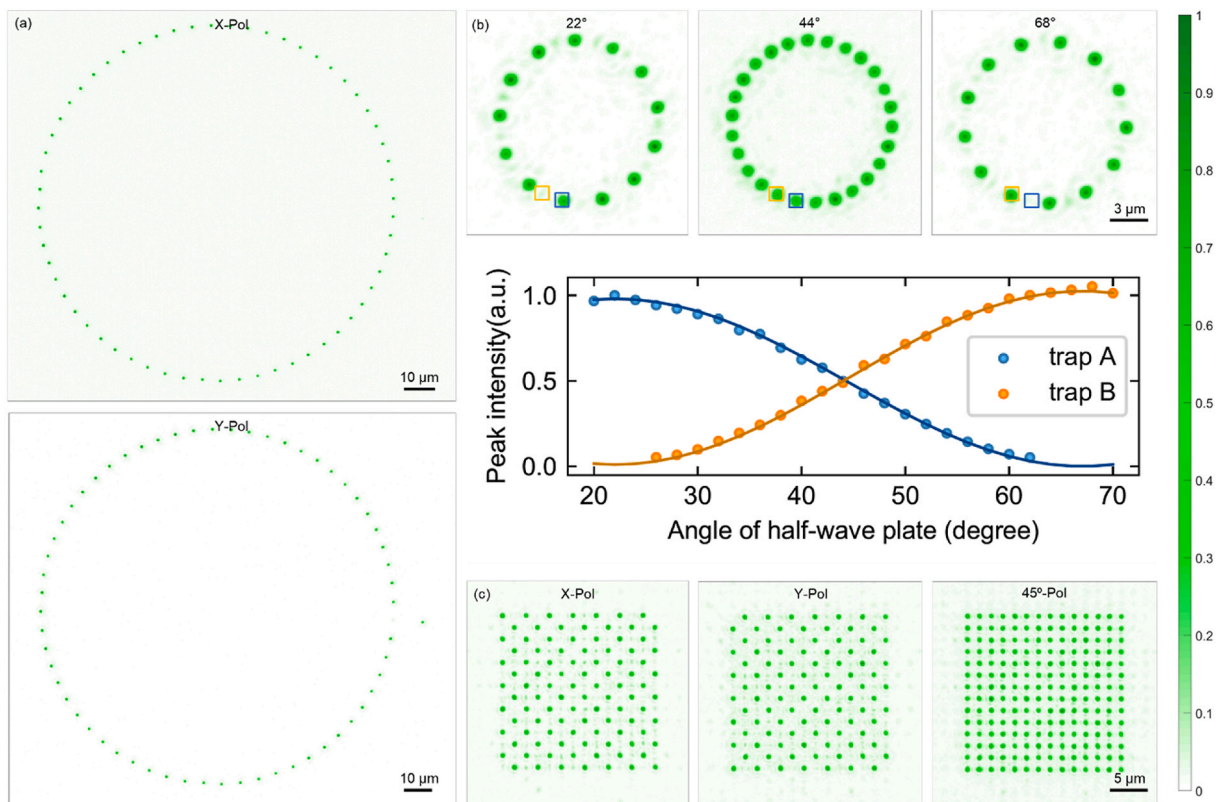 (a)
X-Pol
10 µm
Y-Pol
10 µm
(b)
22°
44°
68°
3 µm
Peak intensity(a.u.)
1.0
0.5
0.0
trap A
trap B
20 30 40 50 60 70
Angle of half-wave plate (degree)
(c)
X-Pol
Y-Pol
45º-Pol
5 µm
1
0.9
0.8
0.7
0.6
0.5
0.4
0.3
0.2
0.1
0